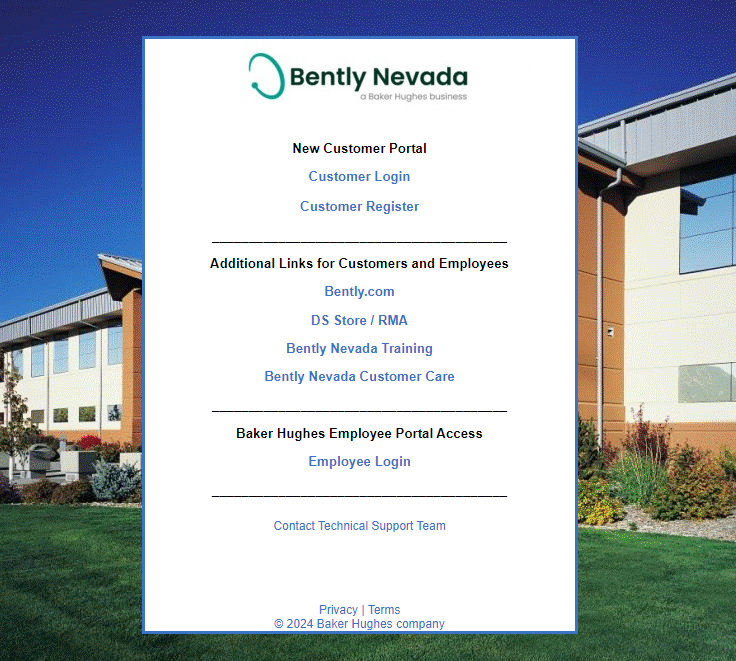 Bently Nevada
a Baker Hughes business
New Customer Portal
Customer Login
Customer Register
Additional Links for Customers and Employees
Bently.com
DS Store / RMA
Bently Nevada Training
Bently Nevada Customer Care
Baker Hughes Employee Portal Access
Employee Login
Contact Technical Support Team
Privacy | Terms
© 2024 Baker Hughes company